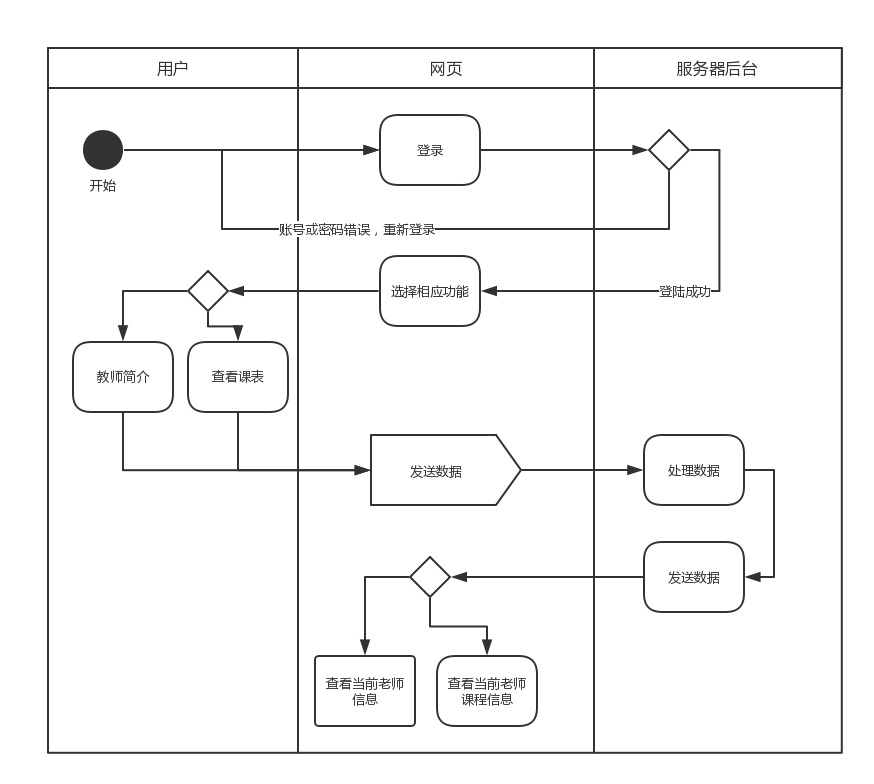 用户
网页
服务器后台
登录
开始
账号或密码错误，重新登录
选择相应功能
登陆成功
教师简介
查看课表
发送数据
处理数据
发送数据
查看当前老师
信息
查看当前老师
课程信息